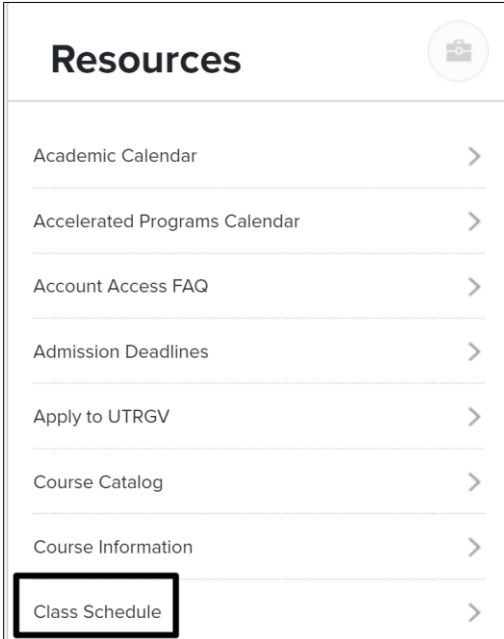 Resources
Academic Calendar
Accelerated Programs Calendar
Account Access FAQ
Admission Deadlines
Apply to UTRGV
Course Catalog
Course Information
Class Schedule